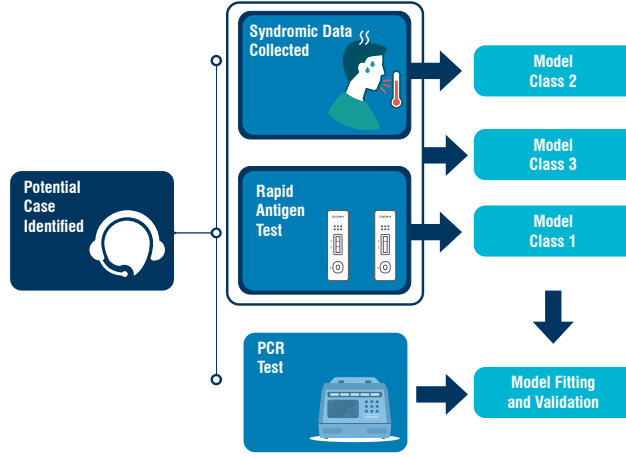 Syndromic Data
Collected
Model
Class 2
Model
Class 3
Potential
Case
Identified
Rapid
Antigen
Test
Model
Class 1
PCR
Test
Model Fitting
and Validation